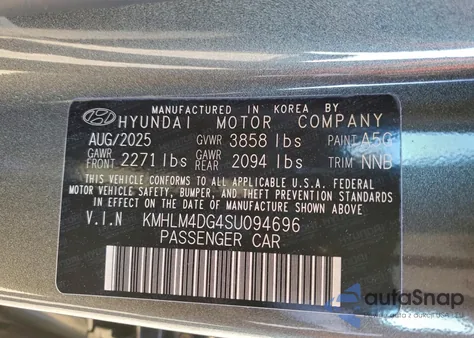 MANUFACTURED IN KOREA BY
HYUNDAI MOTOR COMPANY
AUG/2025 GVWR 3858 lbs PAINT A5G
GAWR FRONT 2271 lbs GAWR REAR 2094 lbs TRIM NNB
THIS VEHICLE CONFORMS TO ALL APPLICABLE U.S.A. FEDERAL
MOTOR VEHICLE SAFETY, BUMPER, AND THEFT PREVENTION
STANDARDS IN EFFECT ON THE DATE OF MANUFACTURE SHOWN ABOVE.
V.I.N KMHLM4DG4SU094696
PASSENGER CAR
autoSnap